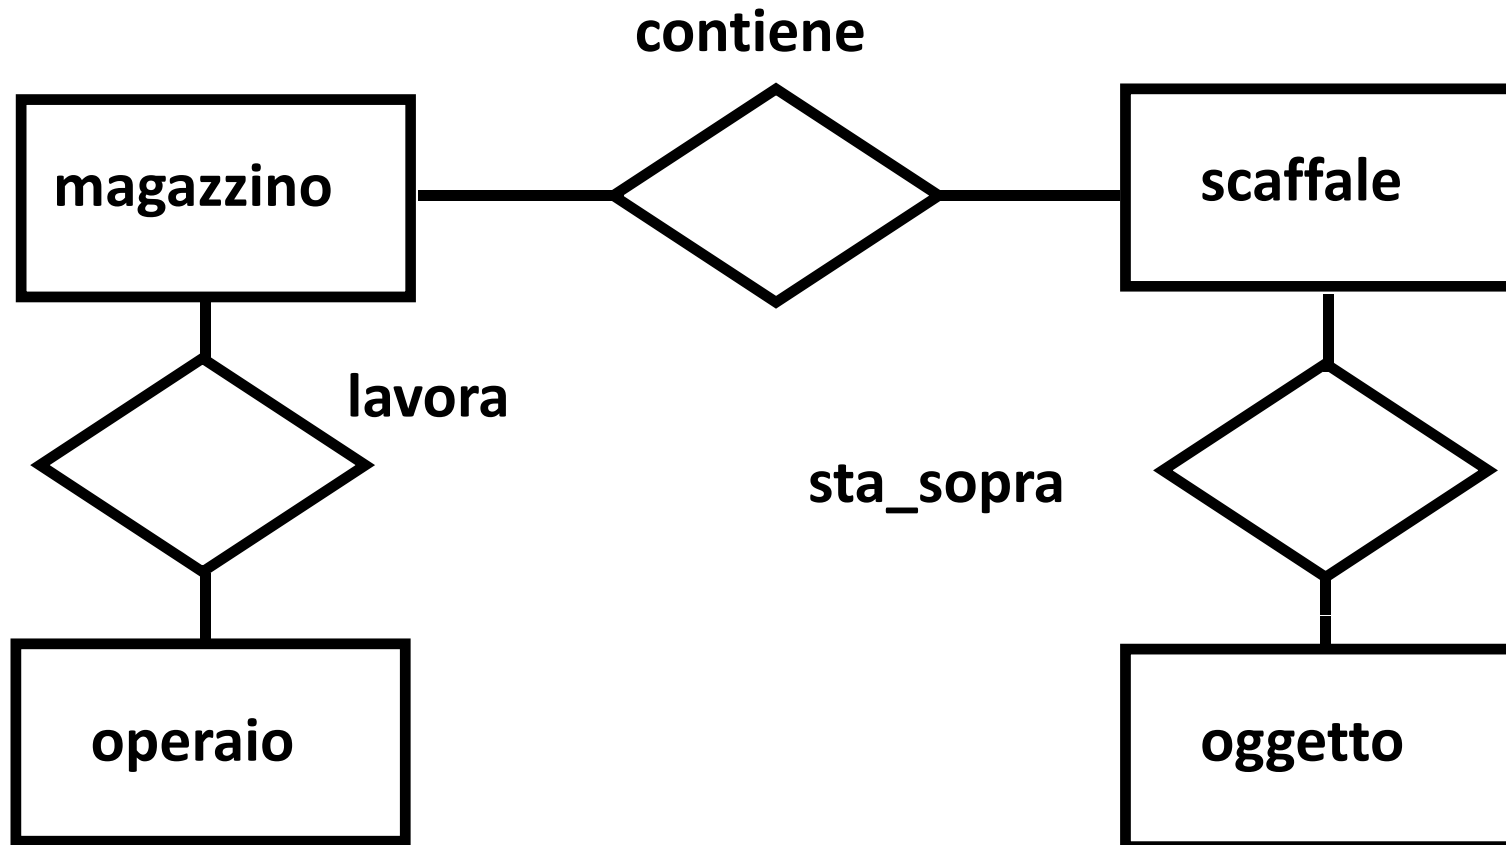 contiene
magazzino
scaffale
lavora
sta_sopra
operaio
oggetto